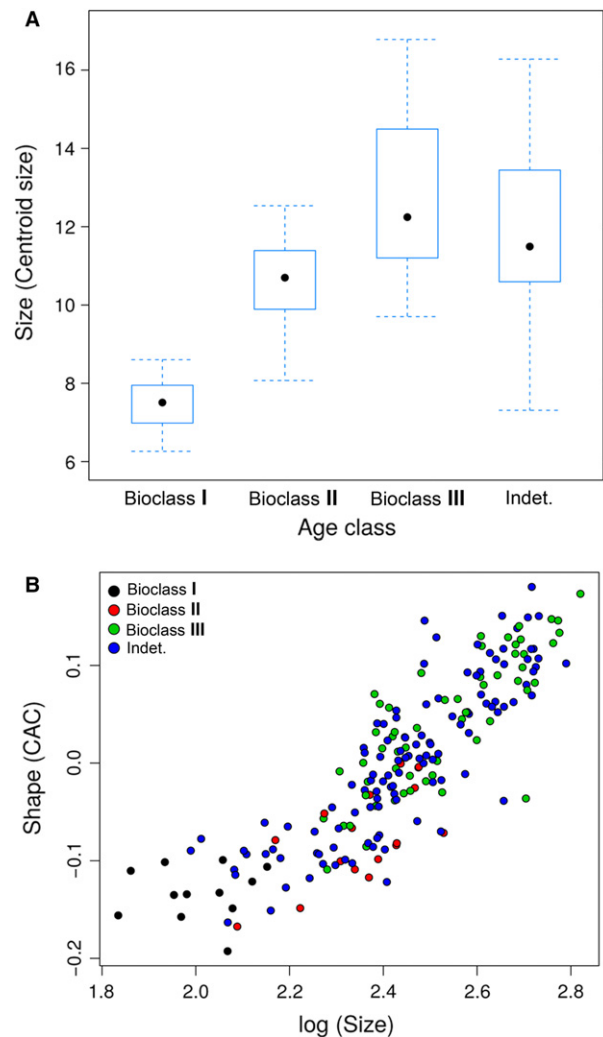 A
16
14
12
10
8
6
Size (Centroid size)
Bioclass I
Bioclass II
Bioclass III
Indet.
Age class
B
Bioclass I
Bioclass II
Bioclass III
Indet.
0.1
0.0
−0.1
−0.2
Shape (CAC)
1.8 2.0 2.2 2.4 2.6 2.8
log (Size)